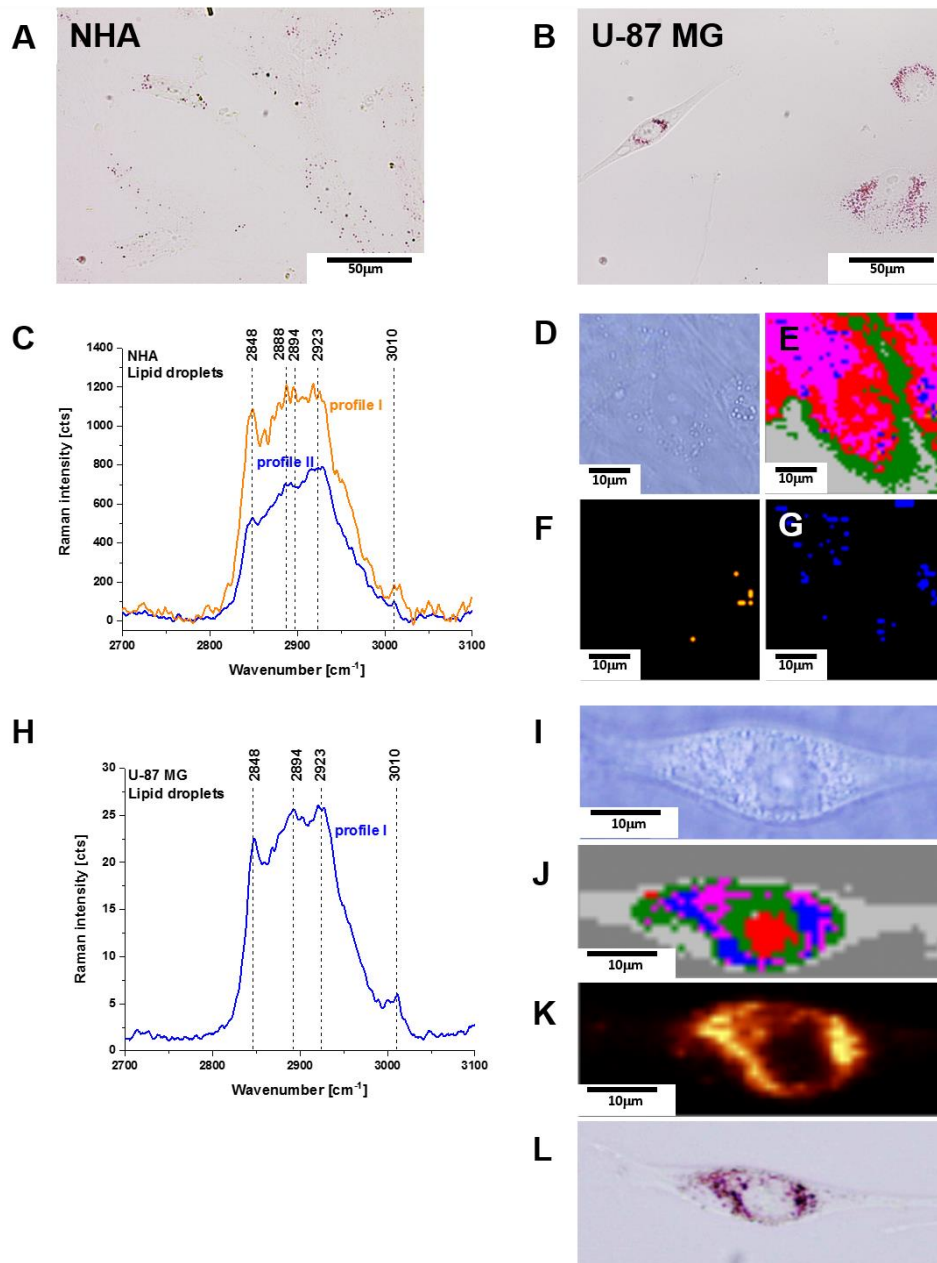 A NHA
B U-87 MG
50µm
50µm
C
2848
2888
2894
2923
3010
1400
1200
1000
800
600
400
200
0
NHA
Lipid droplets
profile I
profile II
Raman intensity [cts]
2700 2800 2900 3000 3100
Wavenumber [cm⁻¹]
D
10µm
E
10µm
F
10µm
G
10µm
H
2848
2894
2923
3010
30
25
20
15
10
5
0
U-87 MG
Lipid droplets
profile I
Raman intensity [cts]
2700 2800 2900 3000 3100
Wavenumber [cm⁻¹]
I
10µm
J
10µm
K
10µm
L